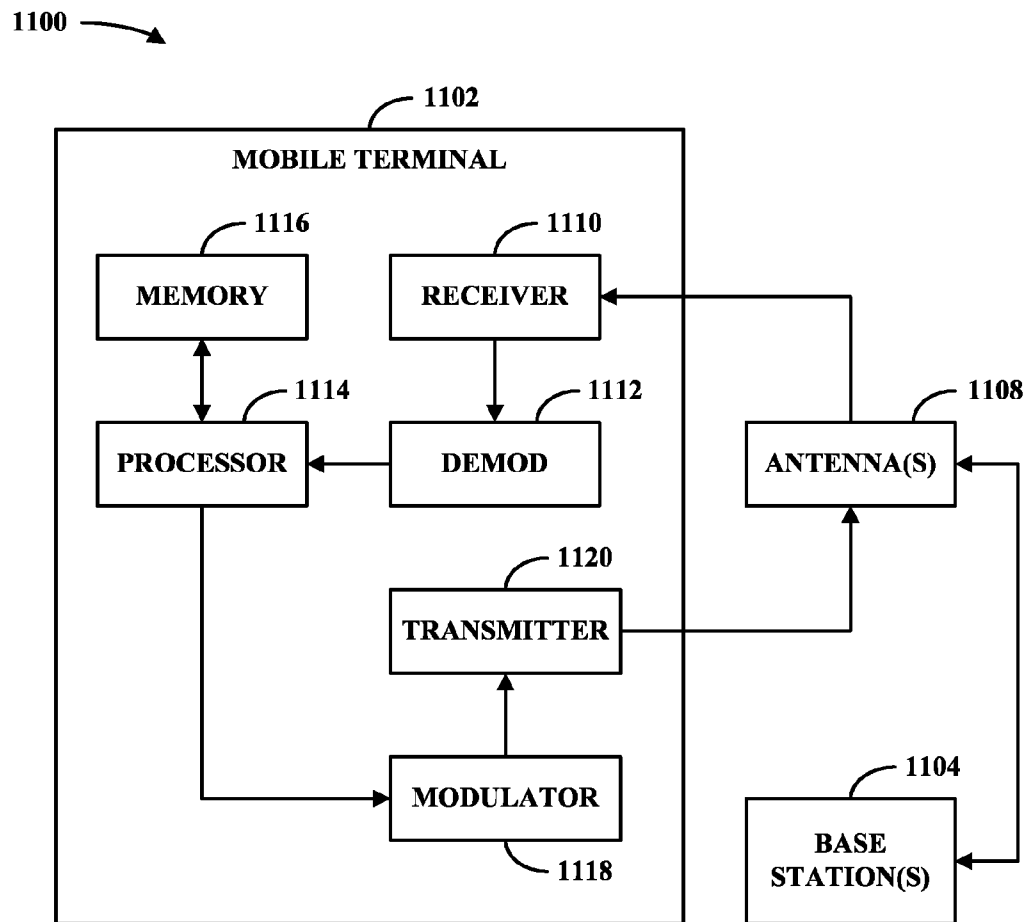 1100
1102
MOBILE TERMINAL
1116
1110
MEMORY
RECEIVER
1114
1112
1108
PROCESSOR
DEMOD
ANTENNA(S)
1120
TRANSMITTER
1104
MODULATOR
BASE
STATION(S)
1118